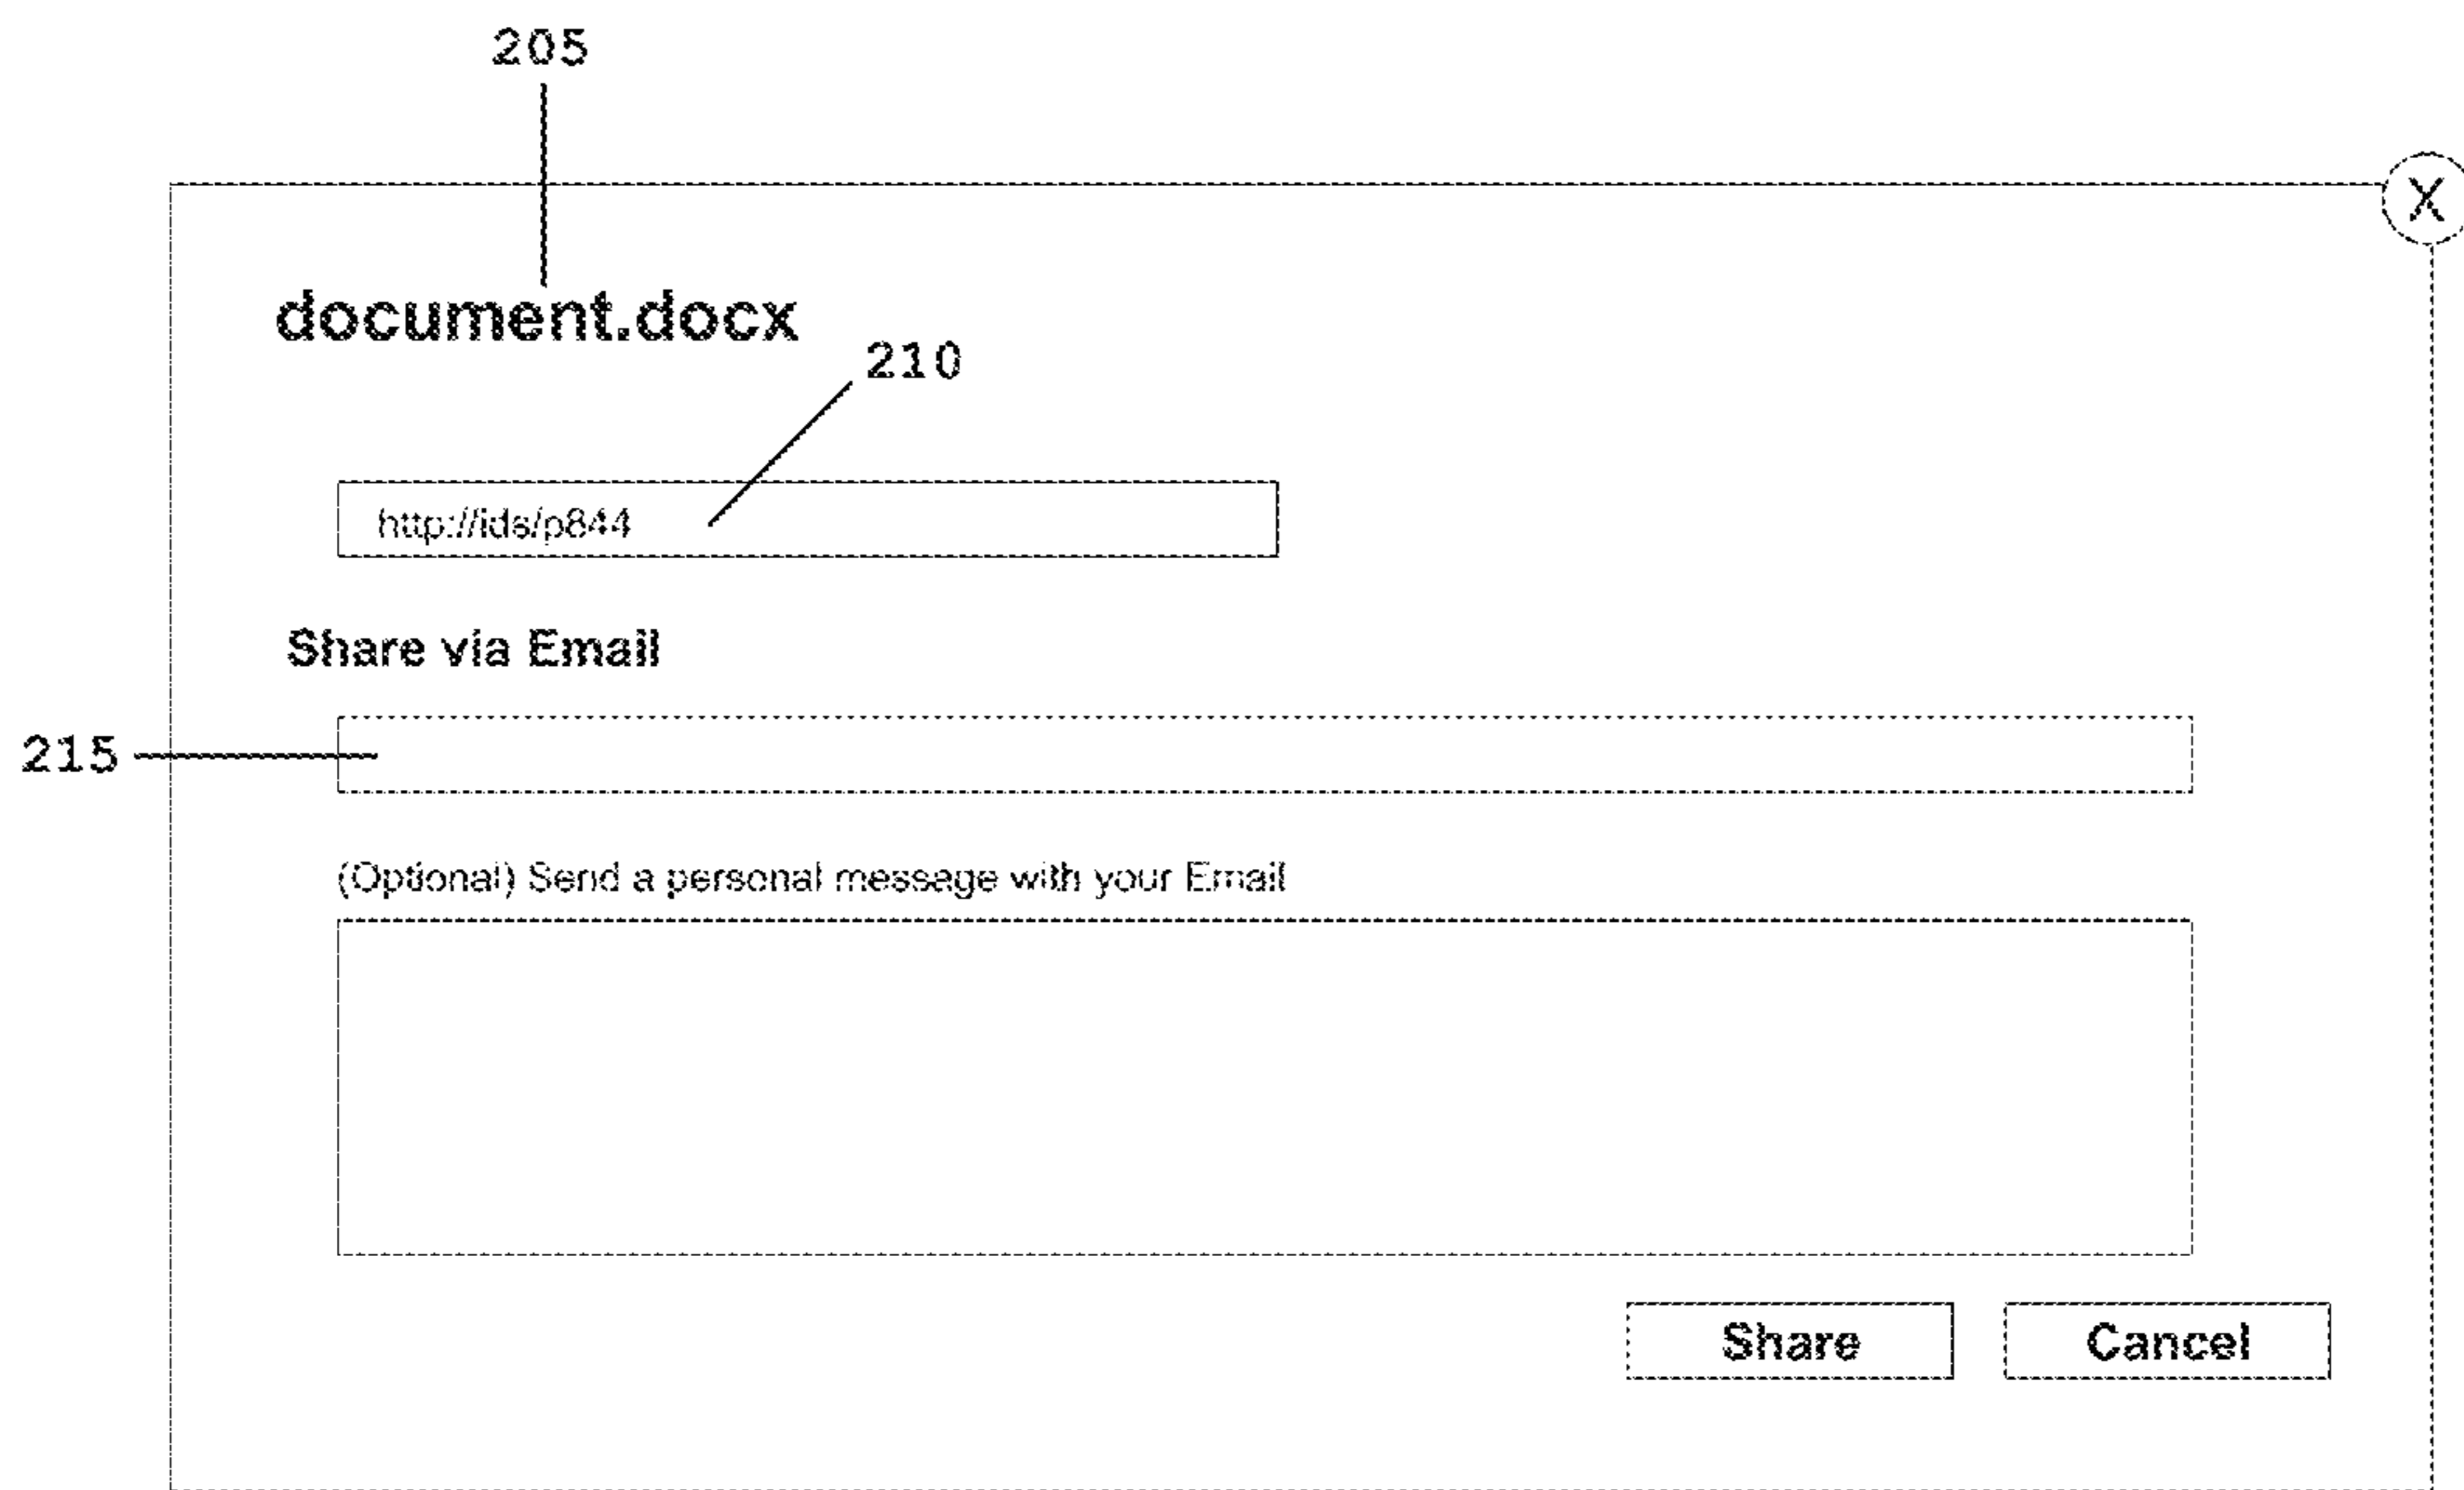 205
X
document.docx
210
http://ids/p844
Share via Email
215
(Optional) Send a personal message with your Email
Share Cancel